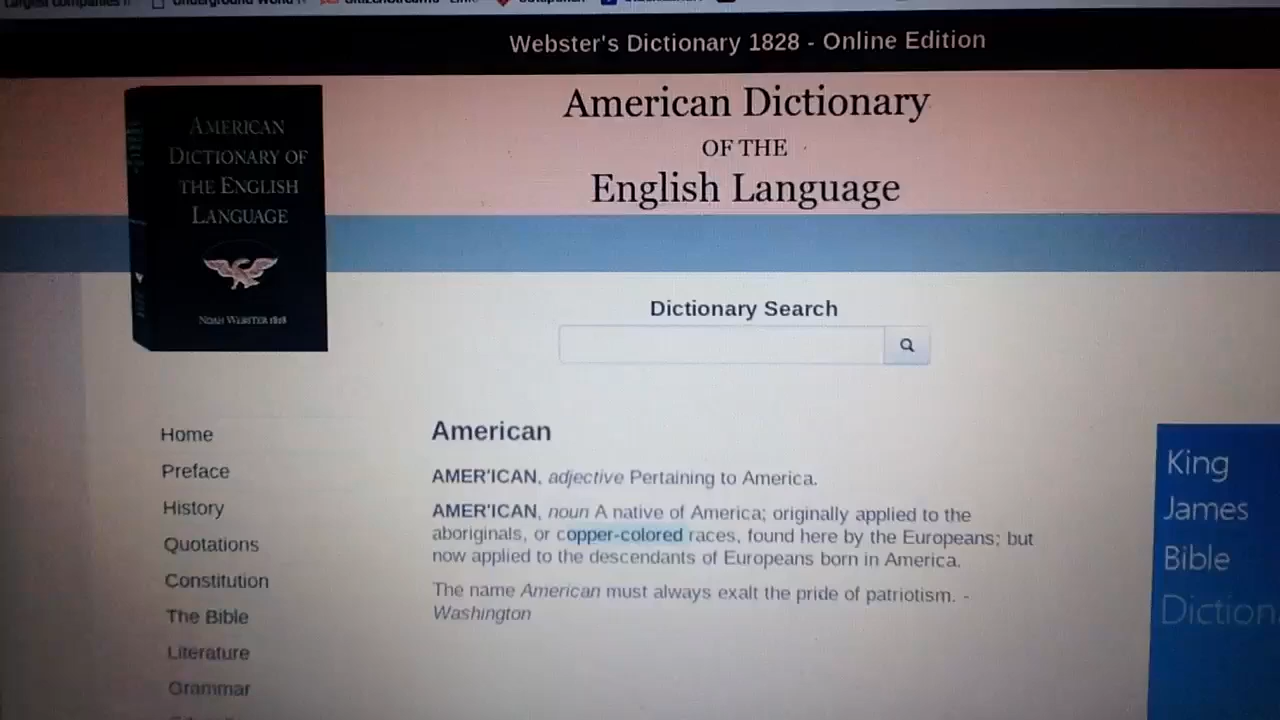 Webster's Dictionary 1828 - Online Edition
American Dictionary
OF THE
English Language
AMERICAN
DICTIONARY OF
THE ENGLISH
LANGUAGE
NOAH WEBSTER 1828
Dictionary Search
Home
Preface
History
Quotations
Constitution
The Bible
Literature
Grammar
American
AMER'ICAN, adjective Pertaining to America.
AMER'ICAN, noun A native of America; originally applied to the
aboriginals, or copper-colored races, found here by the Europeans; but
now applied to the descendants of Europeans born in America.
The name American must always exalt the pride of patriotism. -
Washington
King
James
Bible
Diction